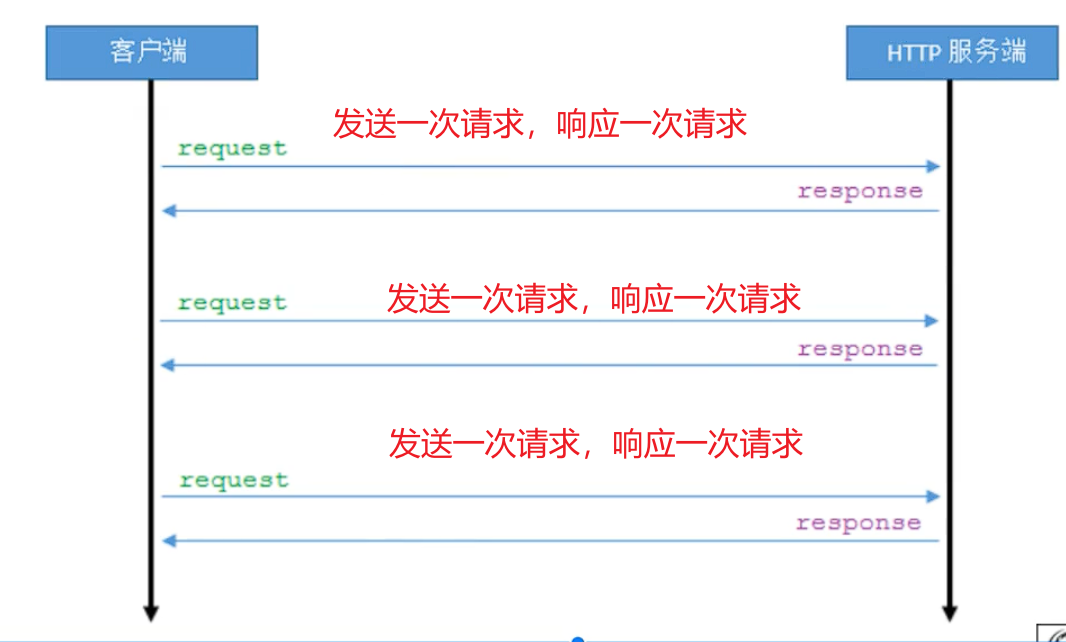 客户端
HTTP 服务端
发送一次请求，响应一次请求
request
response
发送一次请求，响应一次请求
request
response
发送一次请求，响应一次请求
request
response